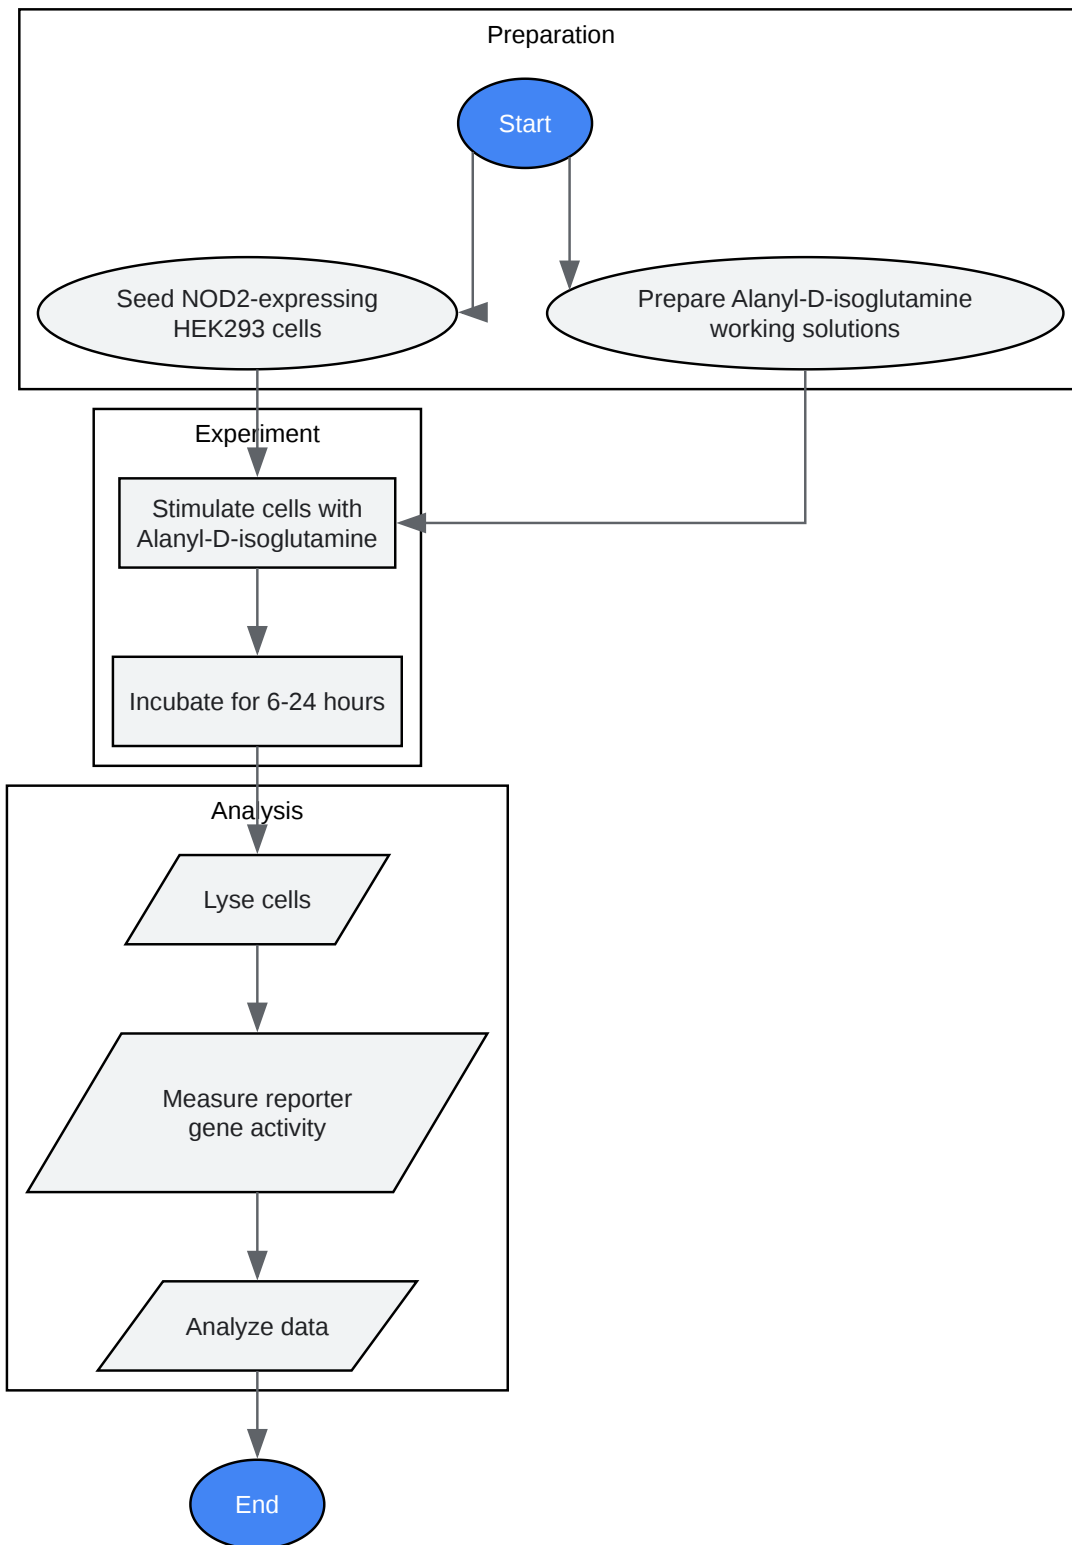 Preparation
Start
Seed NOD2-expressing
HEK293 cells
Prepare Alanyl-D-isoglutamine
working solutions
Experiment
Stimulate cells with
Alanyl-D-isoglutamine
Incubate for 6-24 hours
Analysis
Lyse cells
Measure reporter
gene activity
Analyze data
End